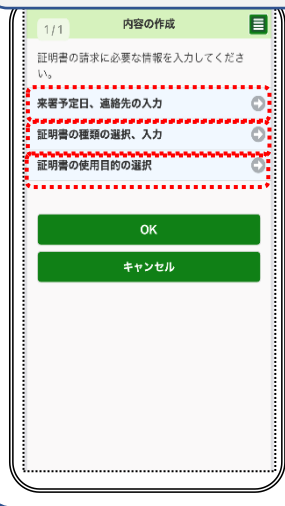 1/1
内容の作成
証明書の請求に必要な情報を入力してくださ
い。
来署予定日、連絡先の入力
証明書の種類の選択、入力
証明書の使用目的の選択
OK
キャンセル